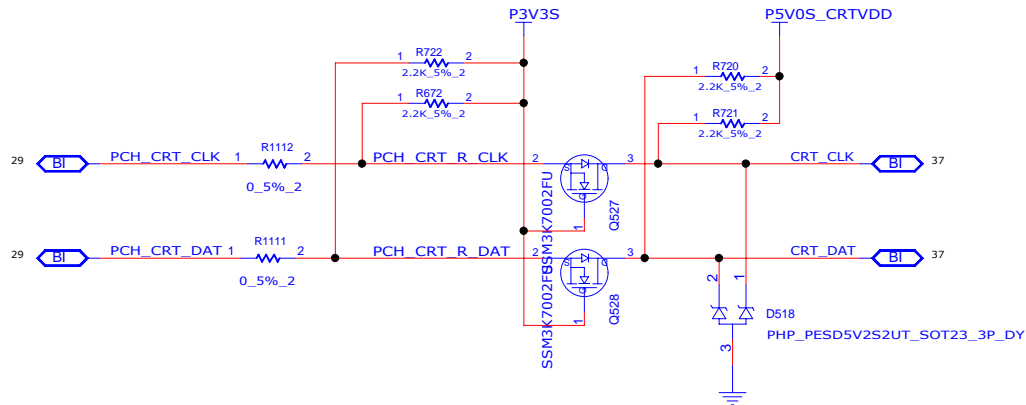 P3V3S
P5V0S_CRTVDD
R722
1 2
2.2K_5%_2
R672
1 2
2.2K_5%_2
R720
1 2
2.2K_5%_2
R721
1 2
2.2K_5%_2
29 BI PCH_CRT_CLK 1 R1112 2 PCH_CRT_R_CLK 2 3 CRT_CLK BI 37
0_5%_2
S D
G
1
SSM3K7002FU
Q527
29 BI PCH_CRT_DAT 1 R1111 2 PCH_CRT_R_DAT 2 3 CRT_DAT BI 37
0_5%_2
S D
G
1
SSM3K7002FU
Q528
2 1
D518
PHP_PESD5V2S2UT_SOT23_3P_DY
3